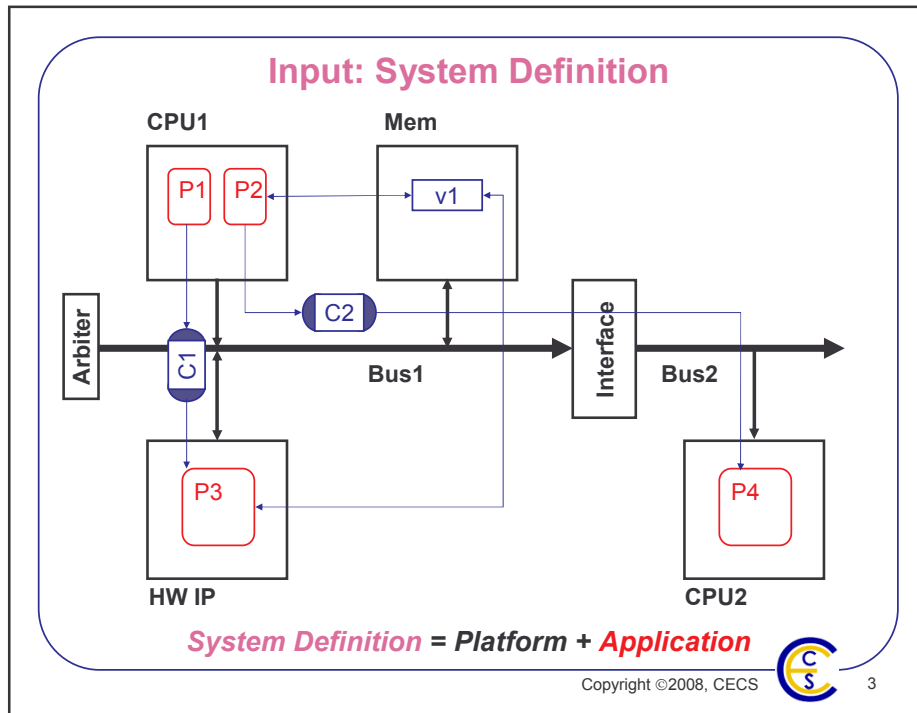 Input: System Definition
CPU1
Mem
P1
P2
v1
Arbiter
C1
C2
Bus1
Interface
Bus2
P3
P4
HW IP
CPU2
System Definition = Platform + Application
Copyright ©2008, CECS
C
S
3